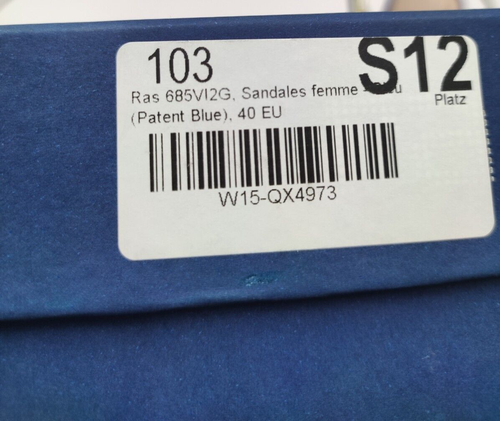 103
S12
Ras 685VI2G, Sandales femme
Platz
(Patent Blue), 40 EU
W15-QX4973